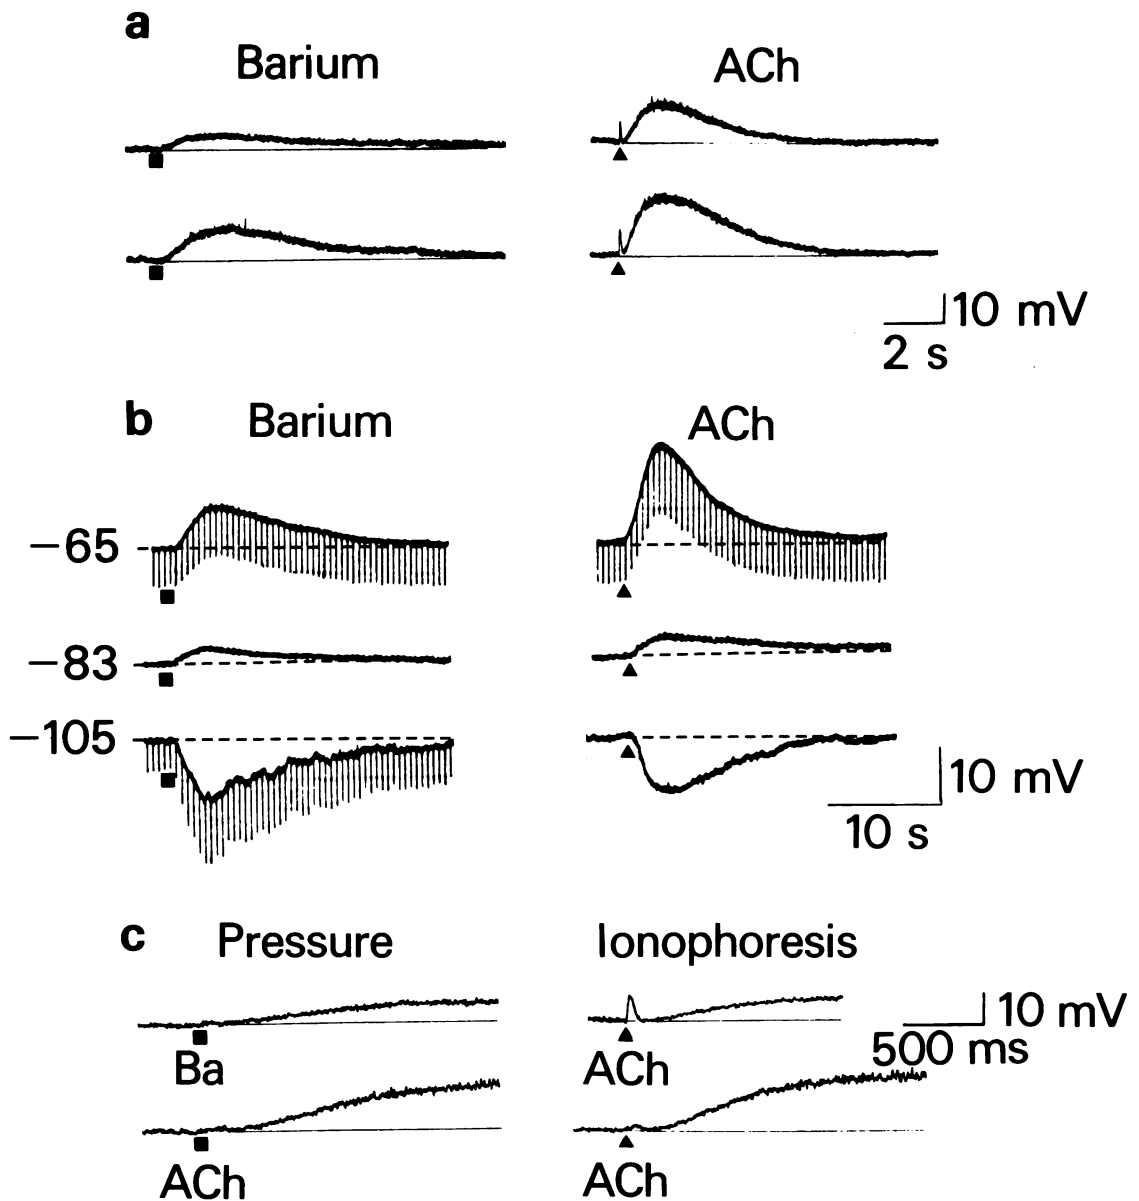 a
Barium ACh
10 mV
2 s
b
Barium ACh
−65
−83
−105
10 mV
10 s
c Pressure Ionophoresis
10 mV
500 ms
Ba ACh
ACh ACh